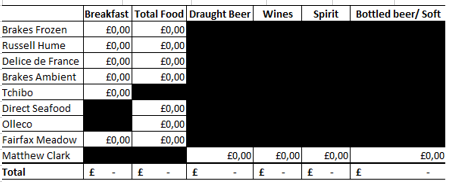 Breakfast Total Food Draught Beer Wines Spirit Bottled beer/ Soft
Brakes Frozen £0,00 £0,00
Russell Hume £0,00 £0,00
Delice de France £0,00 £0,00
Brakes Ambient £0,00 £0,00
Tchibo £0,00
Direct Seafood £0,00
Olleco £0,00
Fairfax Meadow £0,00 £0,00
Matthew Clark £0,00 £0,00 £0,00 £0,00
Total £ - £ - £ - £ - £ - £ -